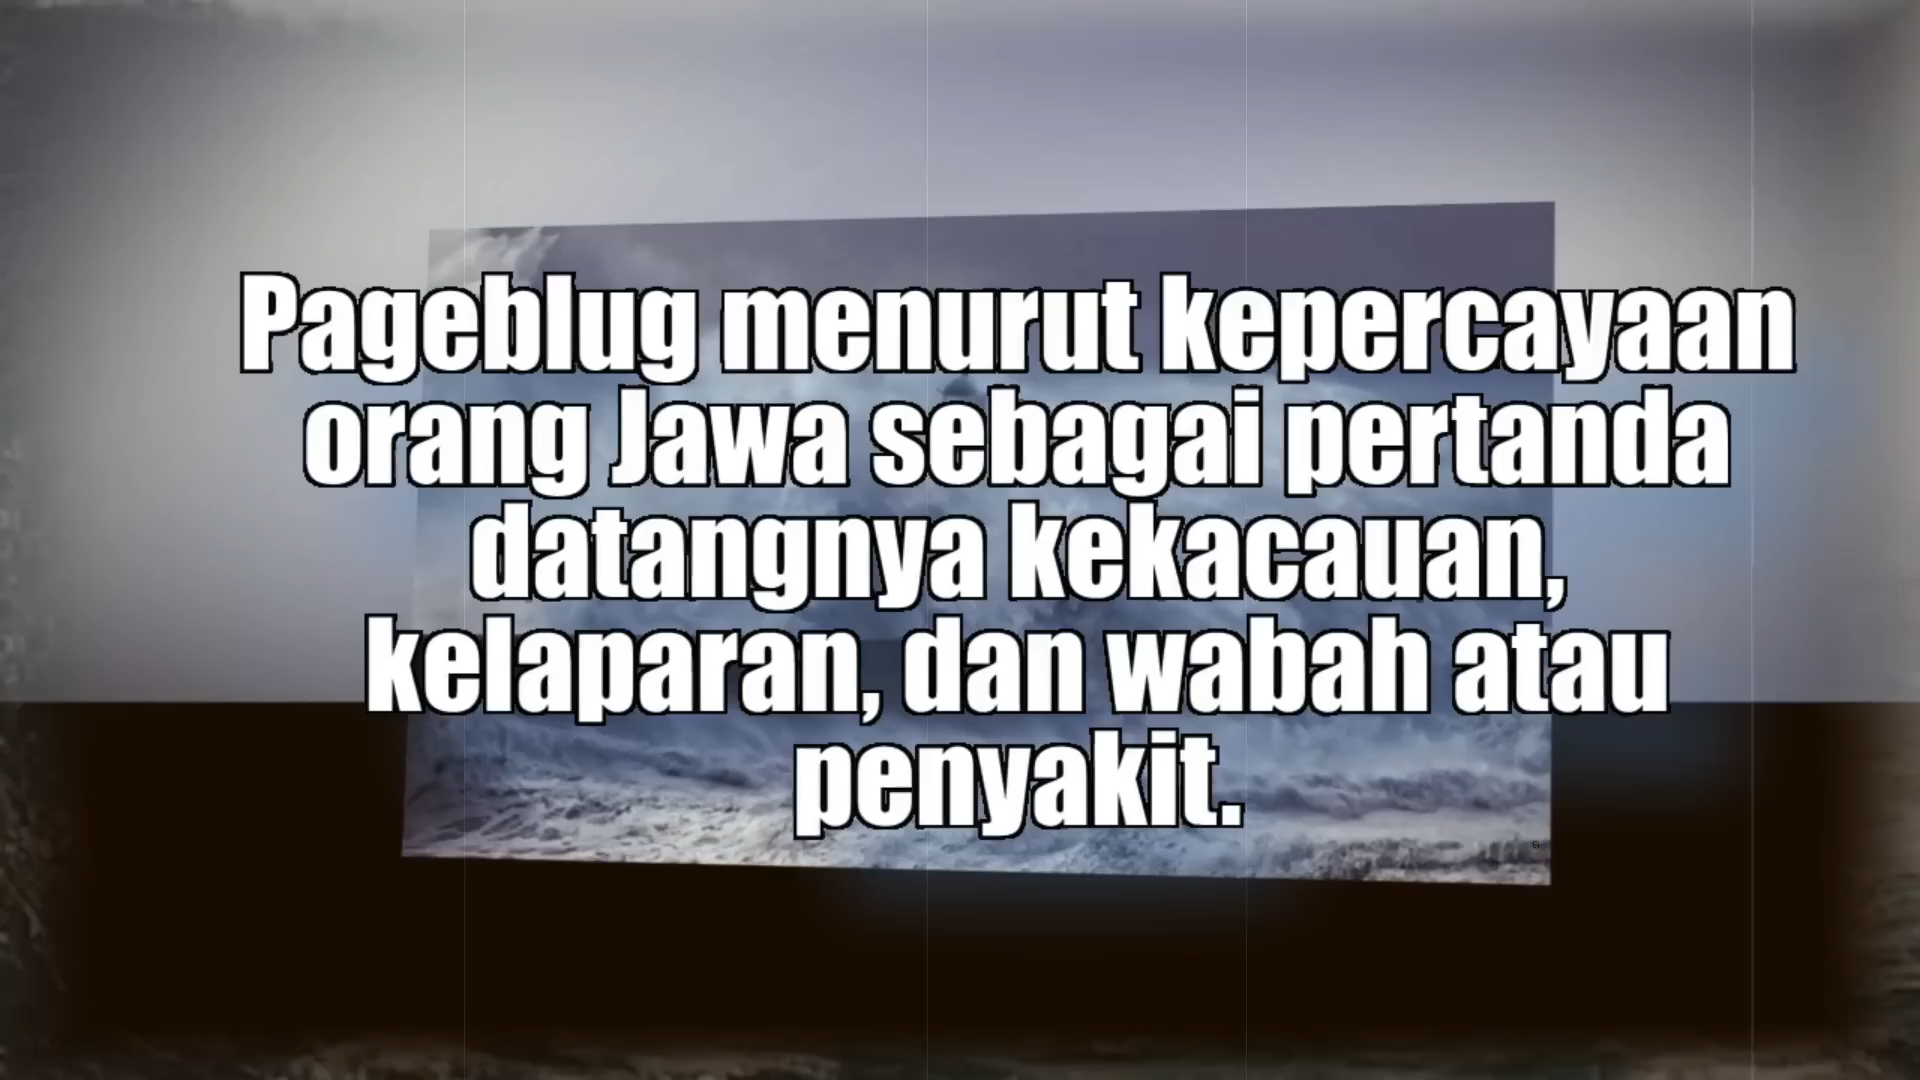 Pageblug menurut kepercayaan
orang Jawa sebagai pertanda
datangnya kekacauan,
kelaparan, dan wabah atau
penyakit.